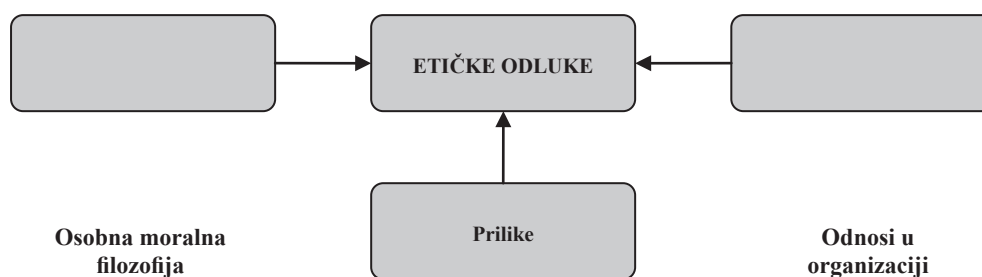 ETIČKE ODLUKE
Prilike
Osobna moralna
filozofija
Odnosi u
organizaciji